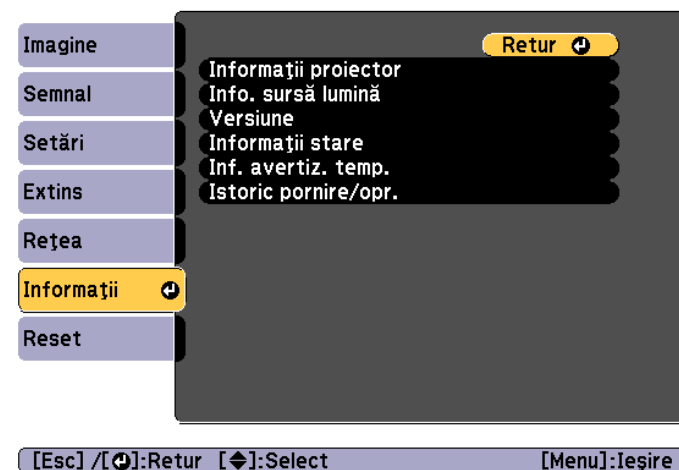 Imagine
Semnal
Setări
Extins
Reţea
Informaţii
Reset
Retur
Informaţii proiector
Info. sursă lumină
Versiune
Informaţii stare
Inf. avertiz. temp.
Istoric pornire/opr.
[Esc] /[⏎]:Retur [◆]:Select [Menu]:Ieşire